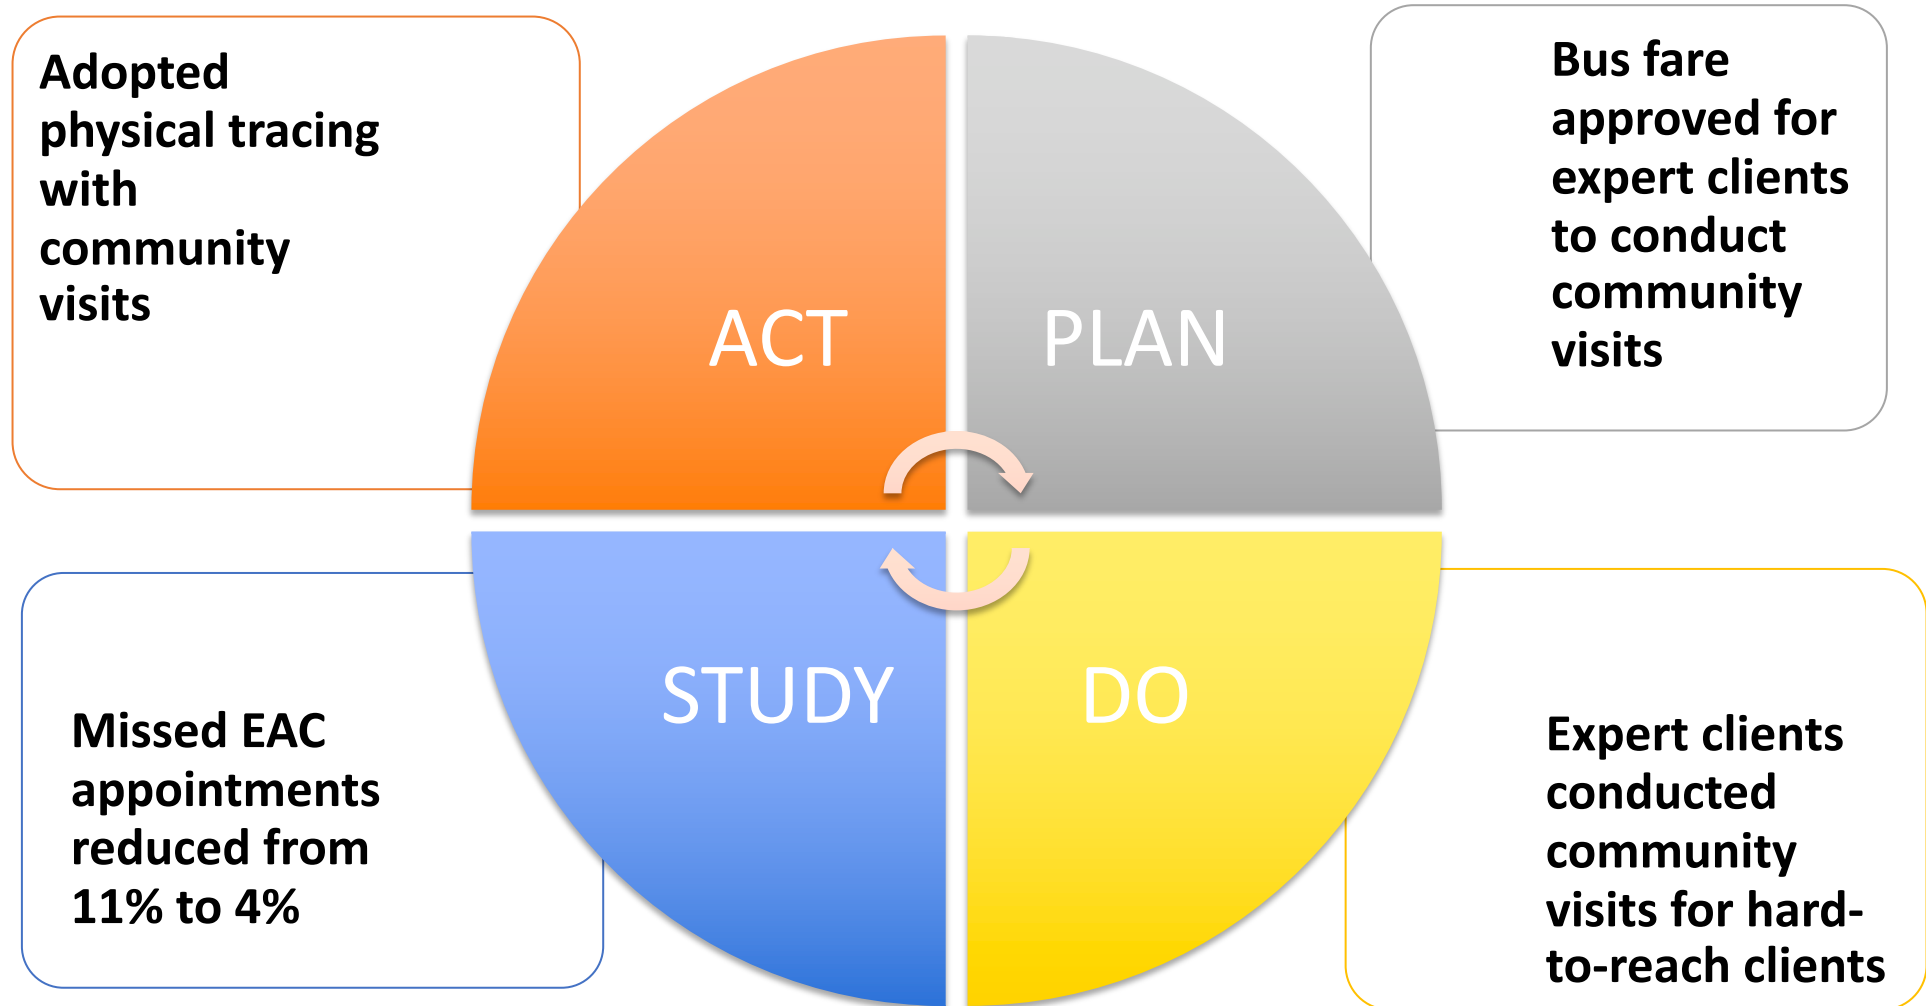 Adopted
physical tracing
with
community
visits
ACT
PLAN
Bus fare
approved for
expert clients
to conduct
community
visits
Missed EAC
appointments
reduced from
11% to 4%
STUDY
DO
Expert clients
conducted
community
visits for hard-
to-reach clients